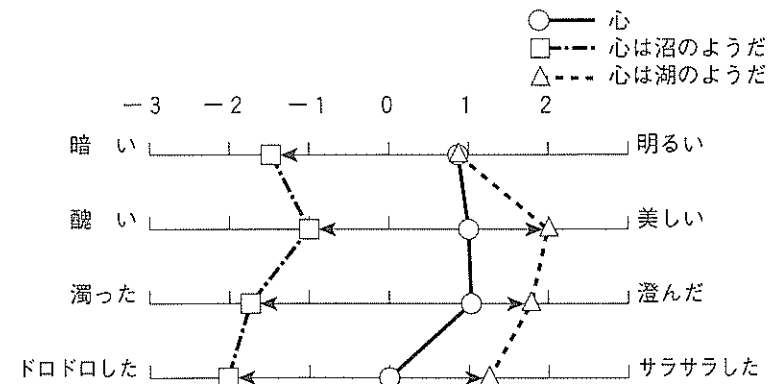 心
心は沼のようだ
心は湖のようだ
－3 －2 －1 0 1 2
暗い 明るい
醜い 美しい
濁った 澄んだ
ドロドロした サラサラした